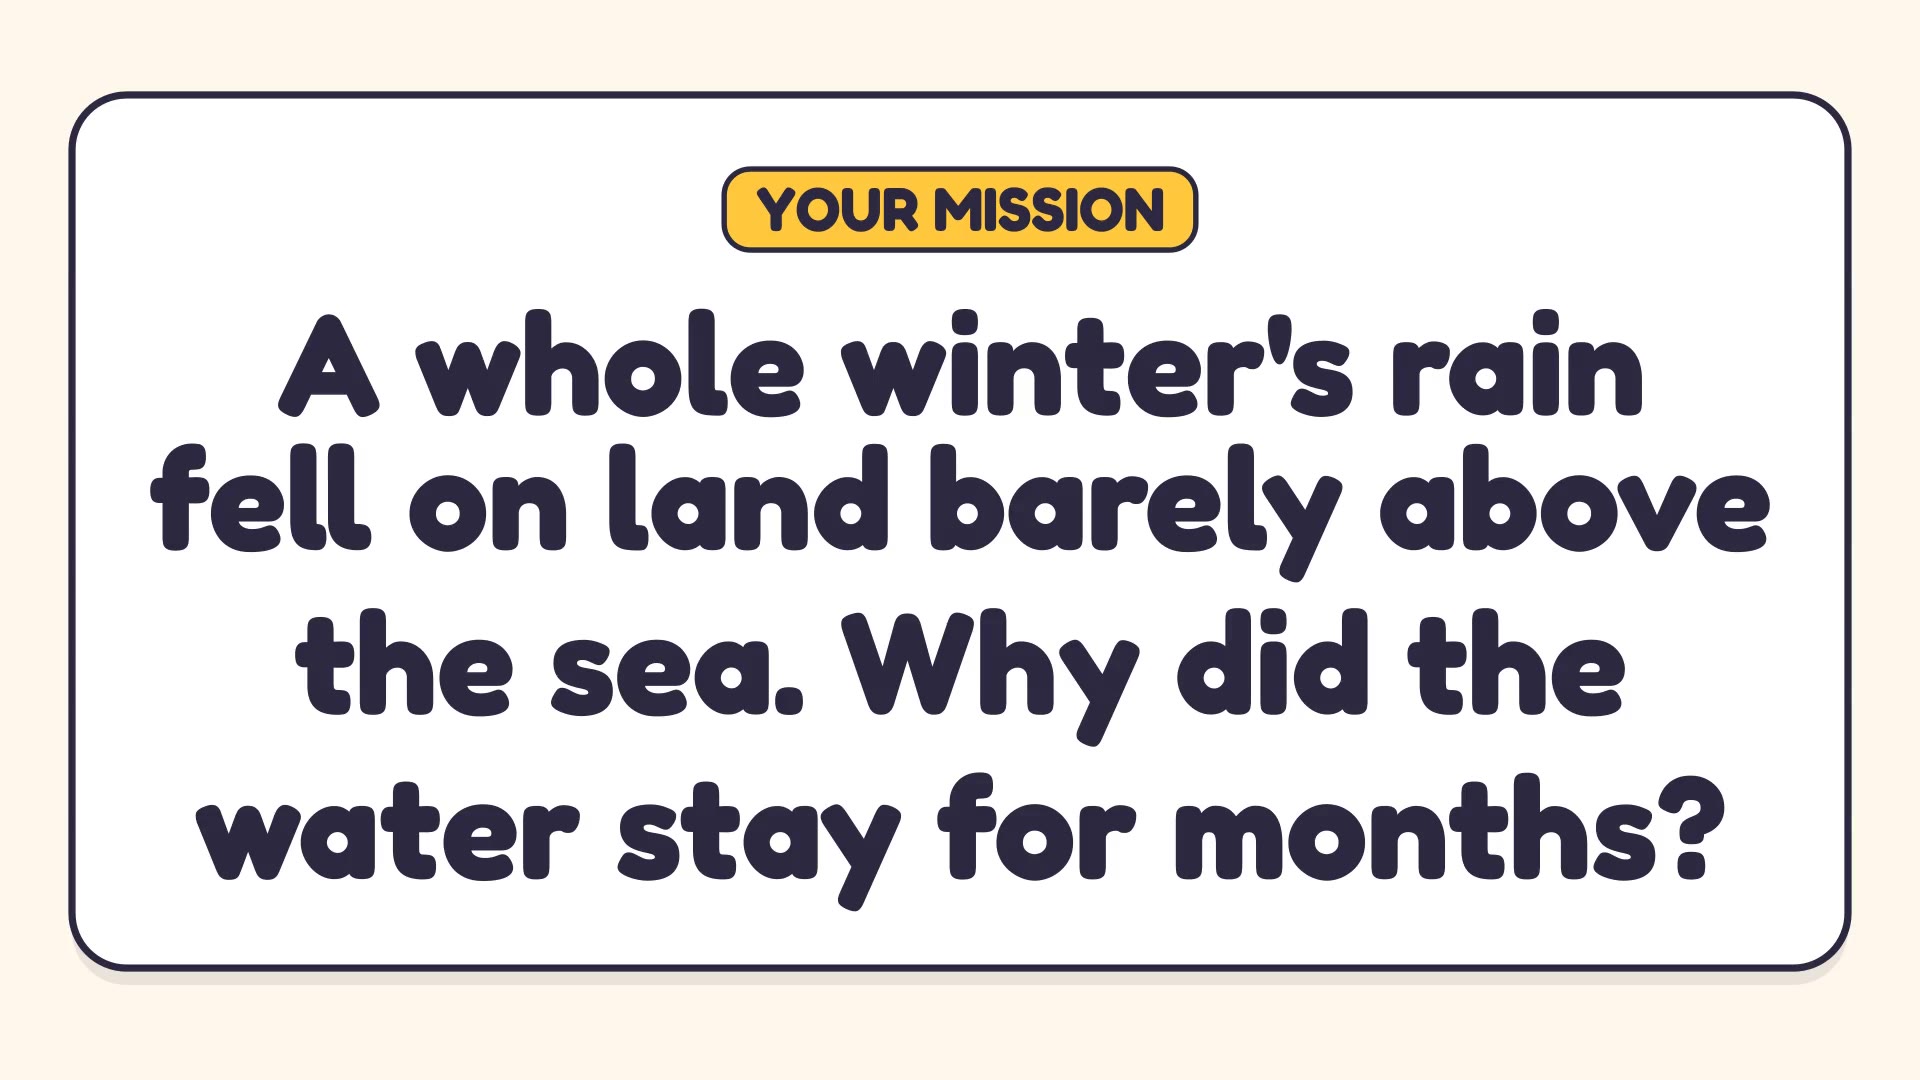 YOUR MISSION
A whole winter's rain
fell on land barely above
the sea. Why did the
water stay for months?